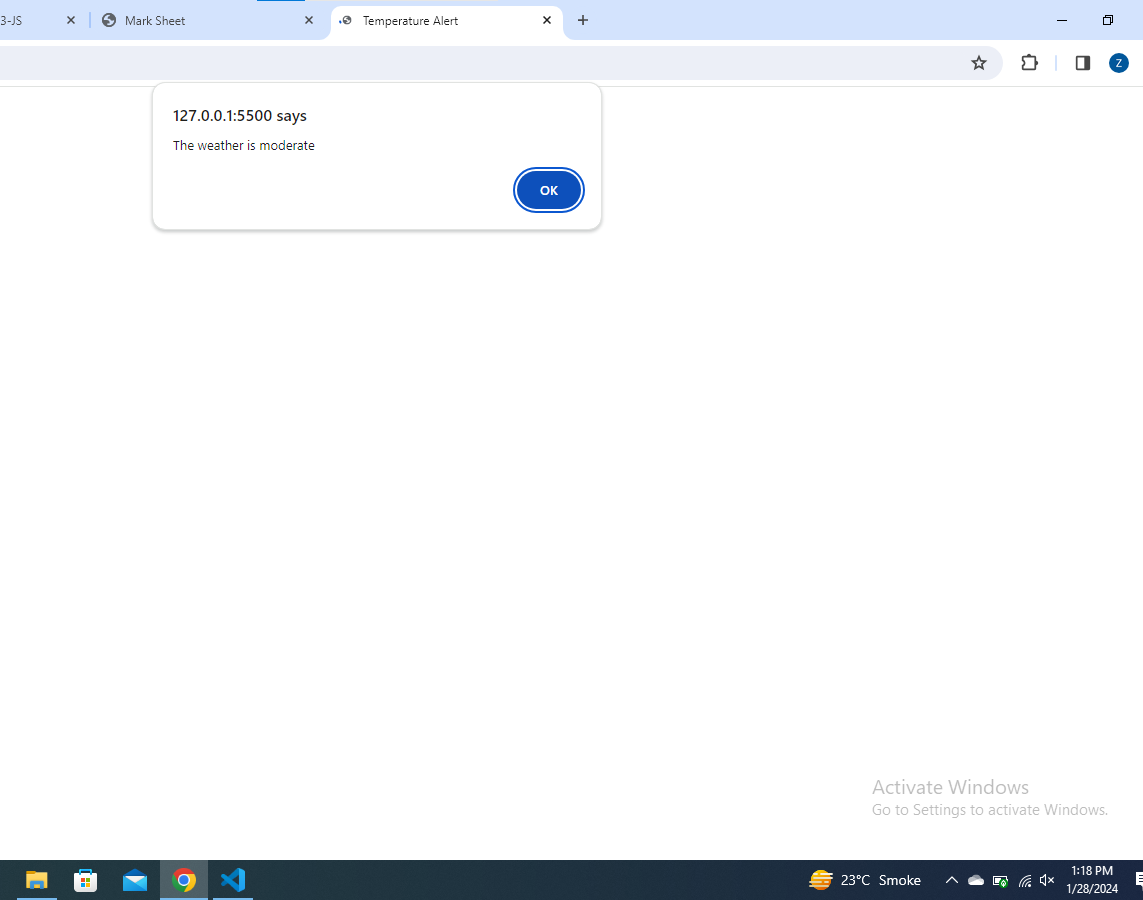 3-JS
Mark Sheet
Temperature Alert
Z
127.0.0.1:5500 says
The weather is moderate
OK
Activate Windows
Go to Settings to activate Windows.
23°C Smoke
1:18 PM
1/28/2024